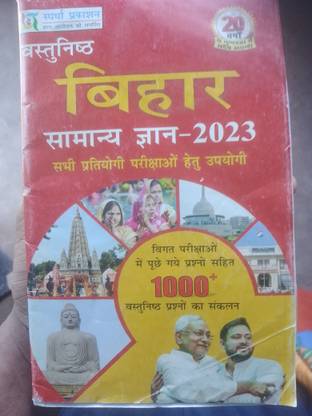 स्पर्धा प्रकाशन
20
वर्षों
वस्तुनिष्ठ
बिहार
सामान्य ज्ञान-2023
सभी प्रतियोगी परीक्षाओं हेतु उपयोगी
विगत परीक्षाओं
में पुछे गये प्रश्नों सहित
1000+
वस्तुनिष्ठ प्रश्नों का संकलन